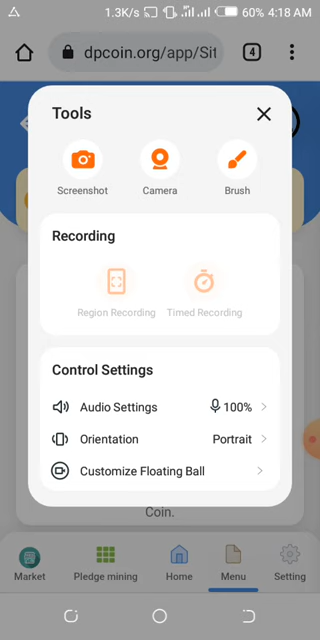 1.3K/s 60% 4:18 AM
dpcoin.org/app/Sit
4
Tools
Screenshot Camera Brush
Recording
Region Recording Timed Recording
Control Settings
Audio Settings 100%
Orientation Portrait
Customize Floating Ball
Coin.
Market Pledge mining Home Menu Setting